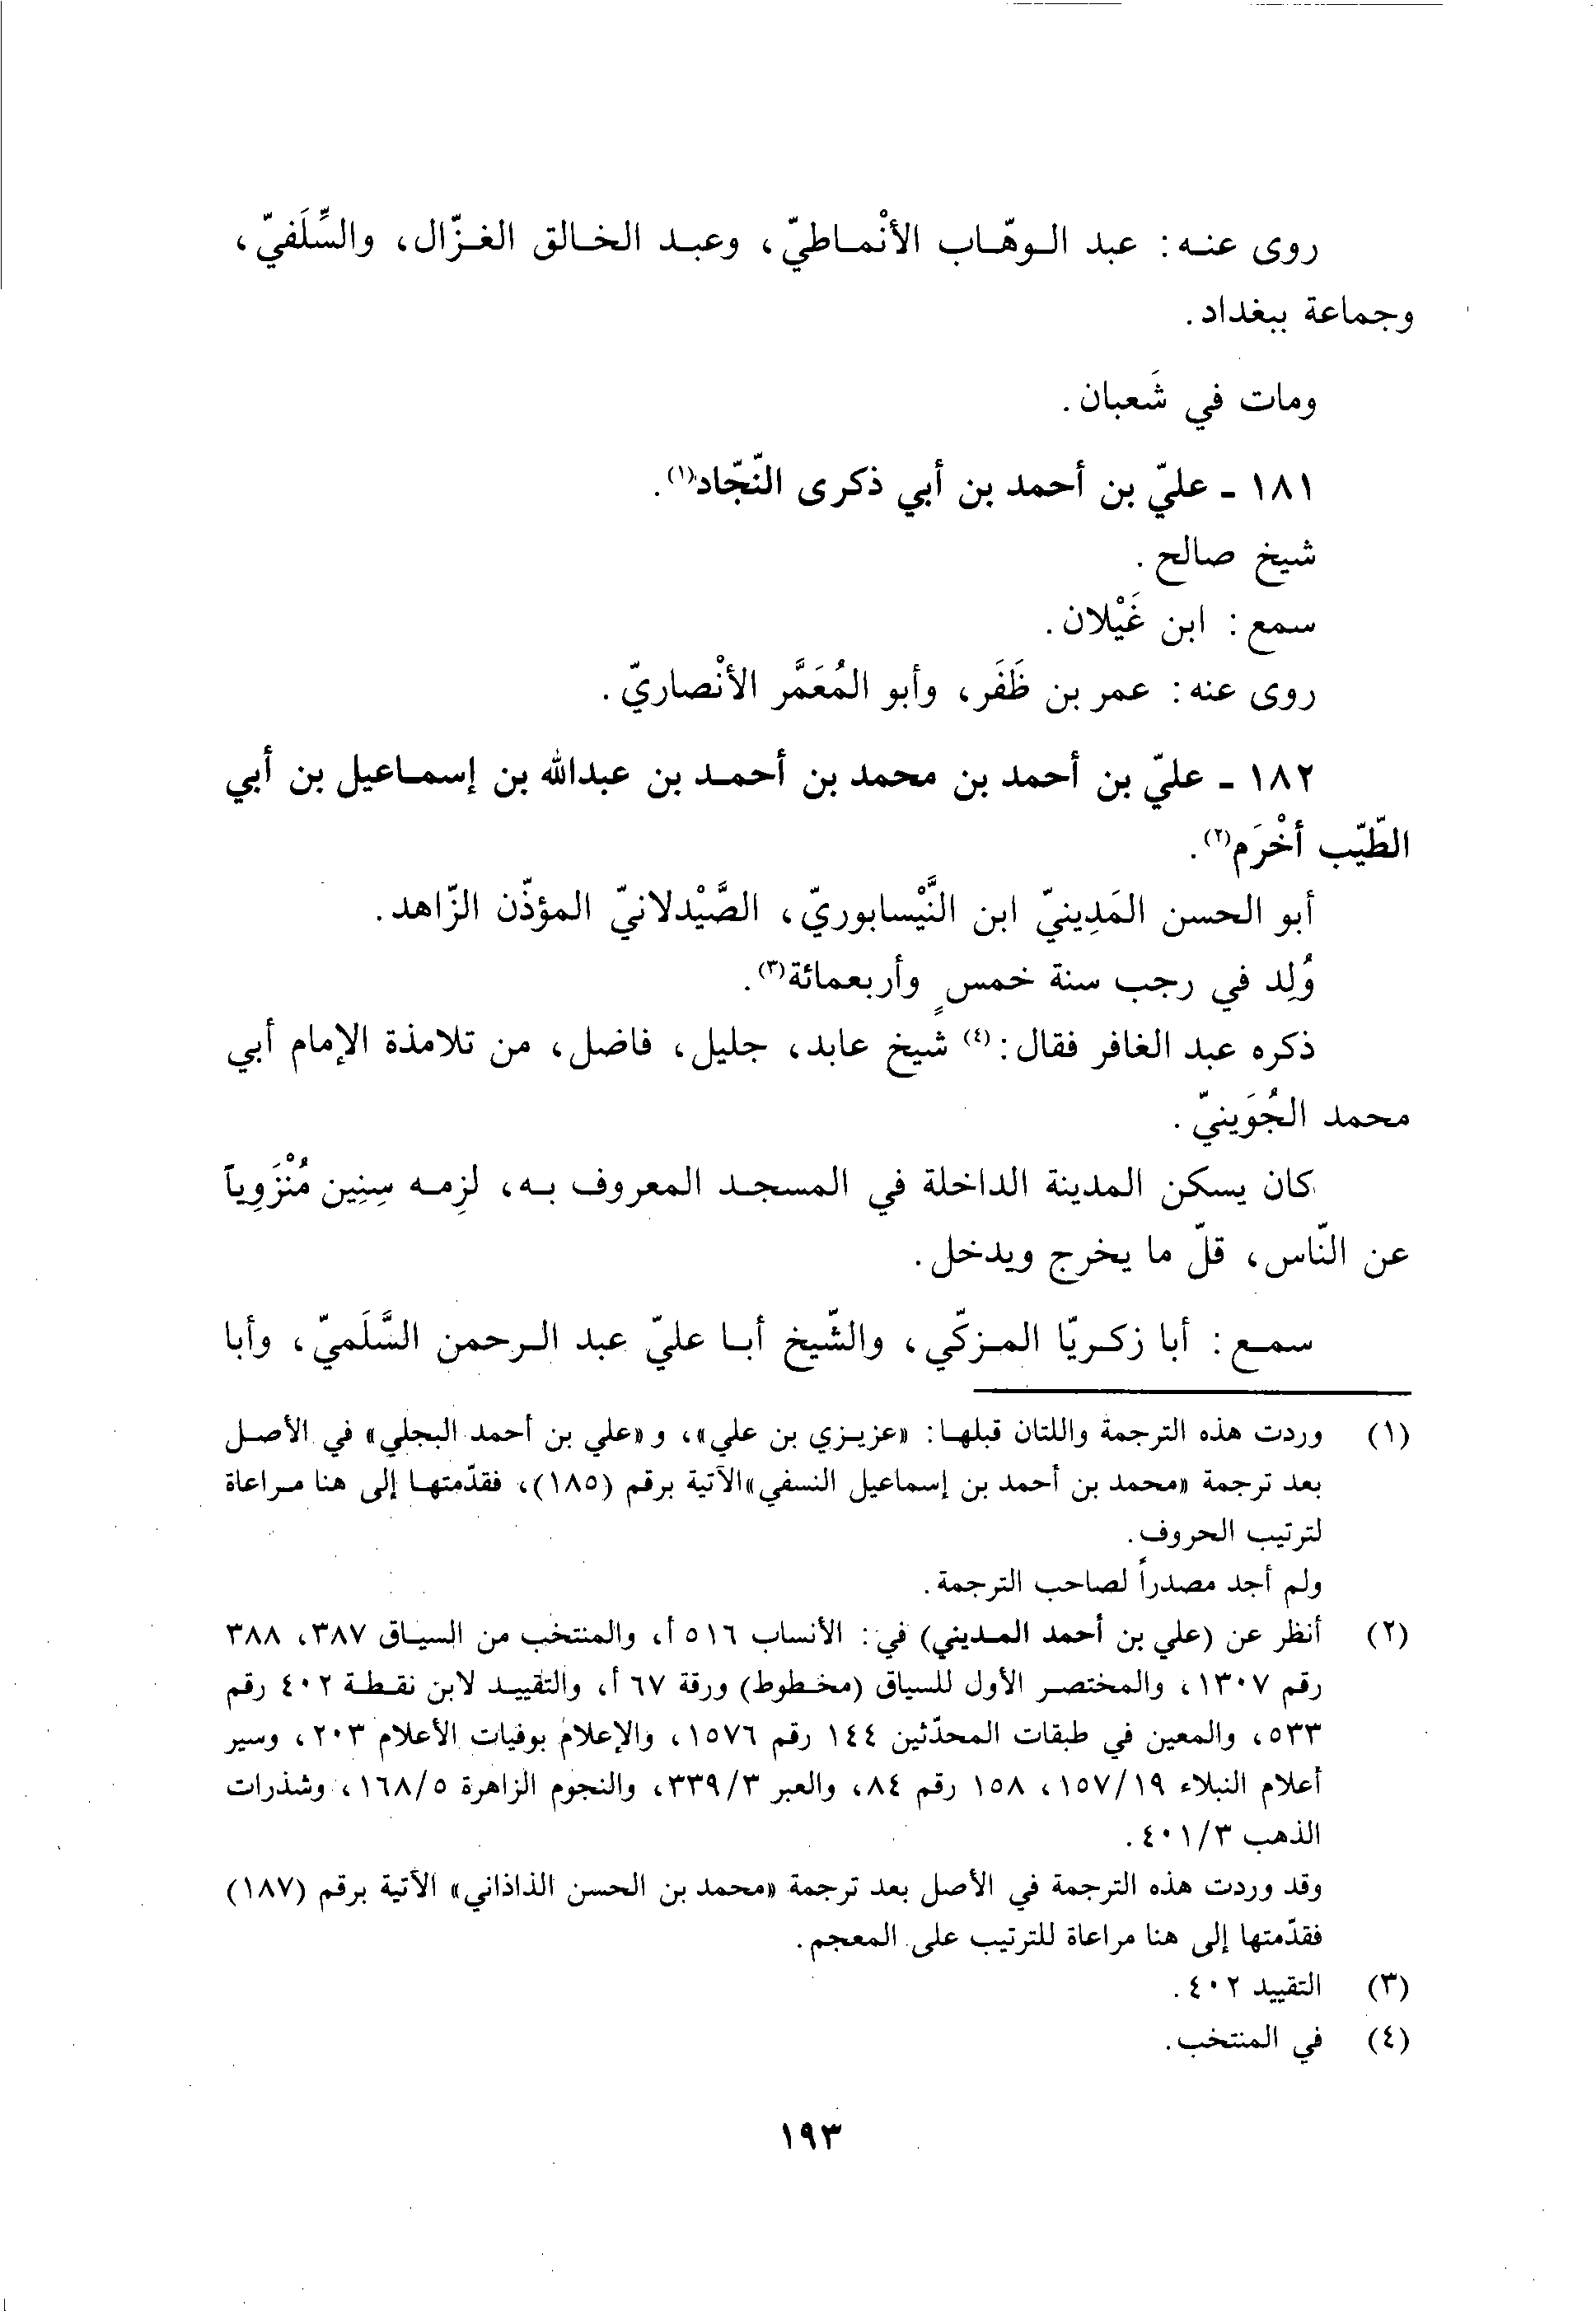 روى عنه: عبد الوهّاب الأنْماطيّ، وعبد الخالق الغزّال، والسِّلَفيّ،
وجماعة ببغداد.
ومات في شَعبان.
١٨١ - عليّ بن أحمد بن أبي ذكرى النّجّاد(١).
شيخ صالح.
سمع: ابن غَيْلان.
روى عنه: عمر بن ظَفَر، وأبو المُعَمَّر الأنْصاريّ.
١٨٢ - عليّ بن أحمد بن محمد بن أحمد بن عبدالله بن إسماعيل بن أبي
الطّيّب أخْرَم(٢).
أبو الحسن المَدِينيّ ابن النَّيْسابوريّ، الصَّيْدلانيّ المؤذّن الزّاهد.
وُلِد في رجب سنة خمسٍ وأربعمائة(٣).
ذكره عبد الغافر فقال:(٤) شيخ عابد، جليل، فاضل، من تلامذة الإمام أبي
محمد الجُوَينيّ.
كان يسكن المدينة الداخلة في المسجد المعروف به، لزِمه سِنِين مُنْزَوِياً
عن النّاس، قلّ ما يخرج ويدخل.
سمع: أبا زكريّا المزكّي، والشّيخ أبا عليّ عبد الرحمن السَّلَميّ، وأبا
(١) وردت هذه الترجمة واللتان قبلها: «عزيزي بن علي»، و«علي بن أحمد البجلي» في الأصل
بعد ترجمة «محمد بن أحمد بن إسماعيل النسفي» الآتية برقم (١٨٥)، فقدّمتها إلى هنا مراعاة
لترتيب الحروف.
ولم أجد مصدراً لصاحب الترجمة.
(٢) أنظر عن (علي بن أحمد المديني) في: الأنساب ٥١٦ أ، والمنتخب من السياق ٣٨٧، ٣٨٨
رقم ١٣٠٧، والمختصر الأول للسياق (مخطوط) ورقة ٦٧ أ، والتقييد لابن نقطة ٤٠٢ رقم
٥٣٣، والمعين في طبقات المحدّثين ١٤٤ رقم ١٥٧٦، والإعلام بوفيات الأعلام ٢٠٣، وسير
أعلام النبلاء ١٥٧/١٩، ١٥٨ رقم ٨٤، والعبر ٣٣٩/٣، والنجوم الزاهرة ١٦٨/٥، وشذرات
الذهب ٤٠١/٣.
وقد وردت هذه الترجمة في الأصل بعد ترجمة «محمد بن الحسن الذاذاني» الآتية برقم (١٨٧)
فقدّمتها إلى هنا مراعاة للترتيب على المعجم.
(٣) التقييد ٤٠٢.
(٤) في المنتخب.
١٩٣